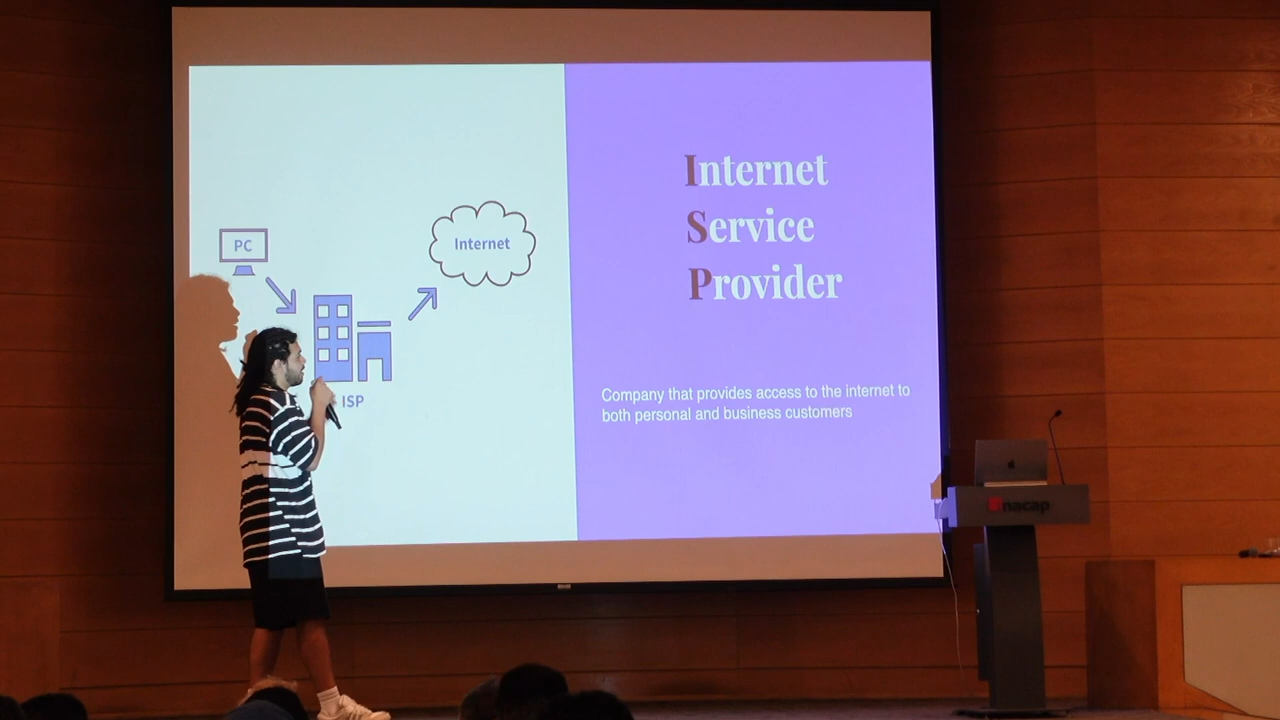 PC
Internet
ISP
Internet
Service
Provider
Company that provides access to the internet to
both personal and business customers
inacap